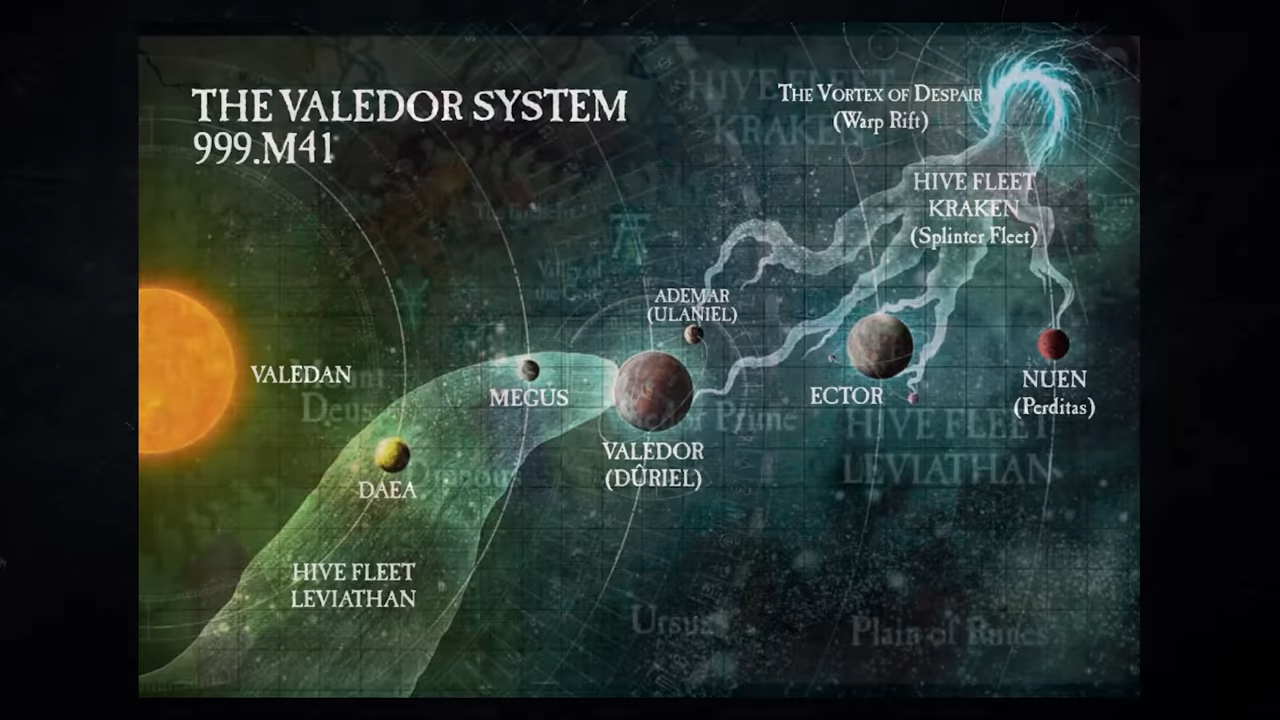 THE VALEDOR SYSTEM
999.M41
THE VORTEX OF DESPAIR
(Warp Rift)
HIVE FLEET
KRAKEN
HIVE FLEET
KRAKEN
(Splinter Fleet)
ADEMAR
(ULANIEL)
VALEDAN
MEGUS
ECTOR
NUEN
(Perditas)
Deus
Prume
HIVE FLEET
LEVIATHAN
VALEDOR
(DÛRIEL)
DAEA
HIVE FLEET
LEVIATHAN
Plain of Runes